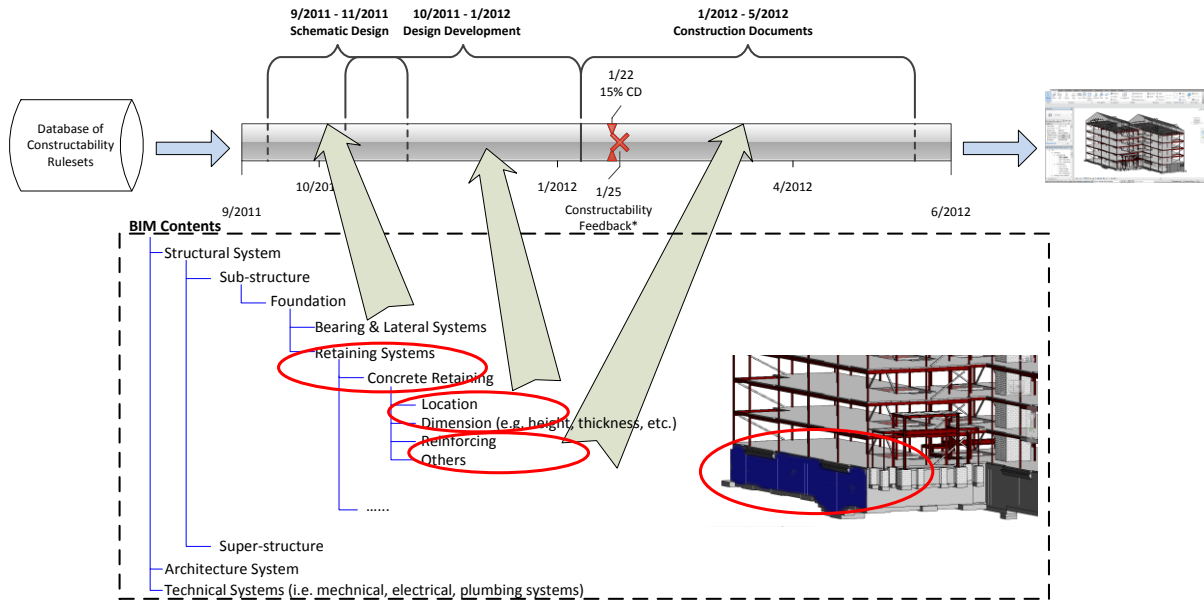 9/2011 - 11/2011
Schematic Design
10/2011 - 1/2012
Design Development
1/2012 - 5/2012
Construction Documents
1/22
15% CD
Database of
Constructability
Rulesets
10/201
1/2012
4/2012
1/25
Constructability
Feedback*
9/2011
6/2012
BIM Contents
Structural System
Sub-structure
Foundation
Bearing & Lateral Systems
Retaining Systems
Concrete Retaining
Location
Dimension (e.g, height, thickness, etc.)
Reinforcing
Others
…...
Super-structure
Architecture System
Technical Systems (i.e. mechnical, electrical, plumbing systems)